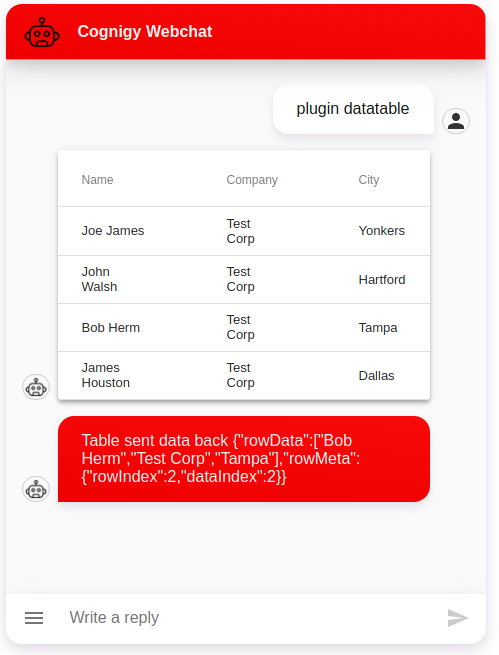 Cognigy Webchat
plugin datatable
Name Company City
Joe James Test Corp Yonkers
John Walsh Test Corp Hartford
Bob Herm Test Corp Tampa
James Houston Test Corp Dallas
Table sent data back {"rowData":["Bob
Herm","Test Corp","Tampa"],"rowMeta":
{"rowIndex":2,"dataIndex":2}}
Write a reply